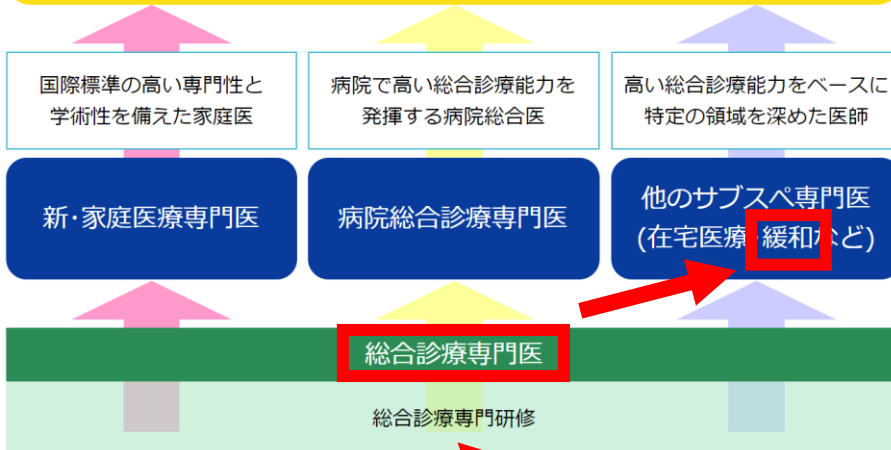 国際標準の高い専門性と
学術性を備えた家庭医
病院で高い総合診療能力を
発揮する病院総合医
高い総合診療能力をベースに
特定の領域を深めた医師
新・家庭医療専門医
病院総合診療専門医
他のサブスペ専門医
(在宅医療・緩和など)
総合診療専門医
総合診療専門研修